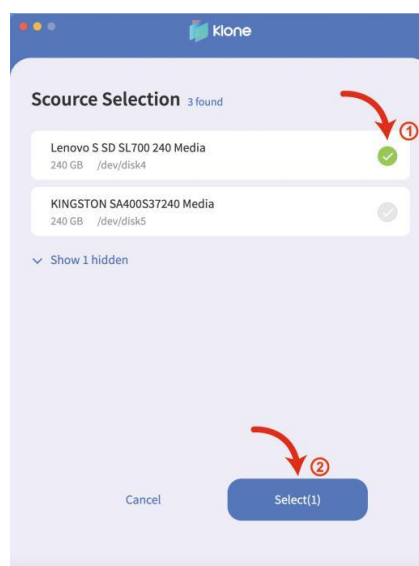 Klone
Scource Selection 3 found
①
Lenovo S SD SL700 240 Media
240 GB /dev/disk4
KINGSTON SA400S37240 Media
240 GB /dev/disk5
Show 1 hidden
②
Cancel Select(1)